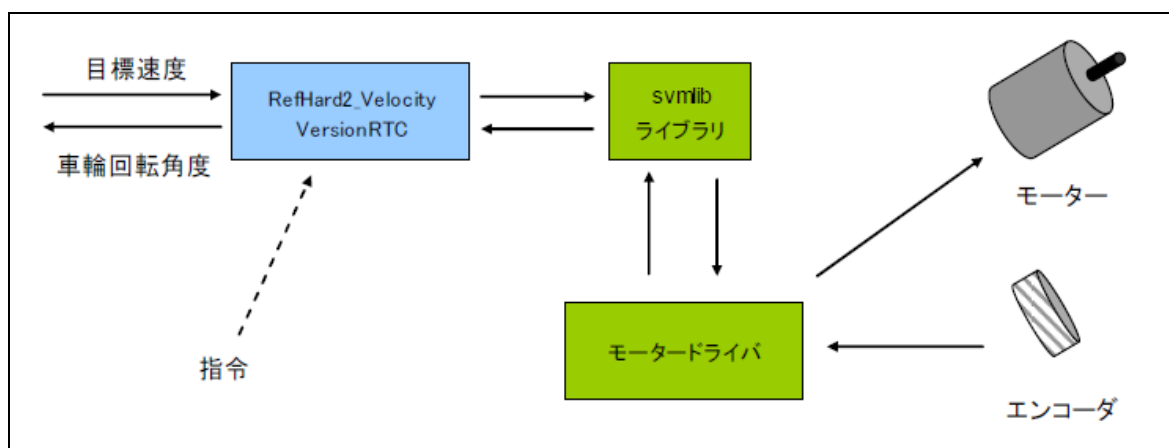 目標速度
車輪回転角度
RefHard2_Velocity
VersionRTC
svmlib
ライブラリ
モーター
指令
モータードライバ
エンコーダ